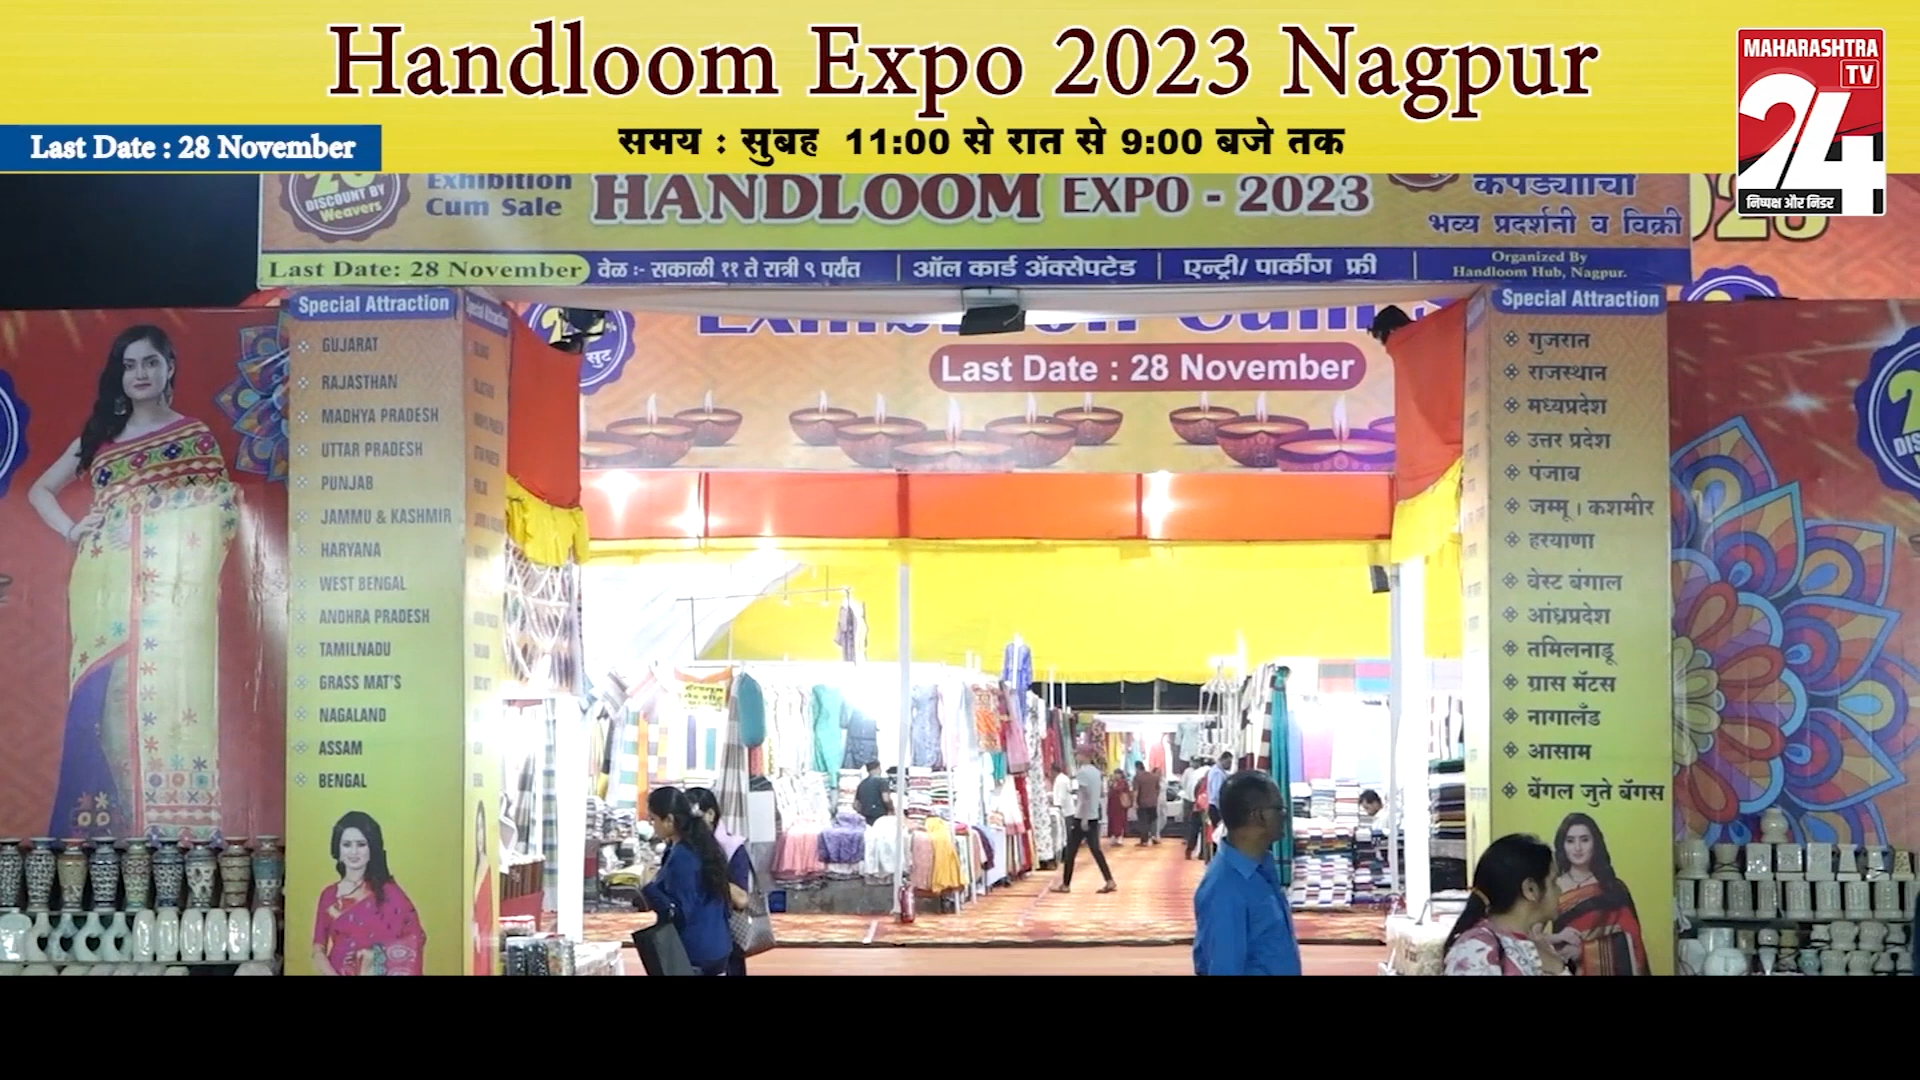 Handloom Expo 2023 Nagpur
MAHARASHTRA
TV
24
निष्पक्ष और निडर
Last Date : 28 November
समय : सुबह 11:00 से रात से 9:00 बजे तक
DISCOUNT BY
Weavers
Exhibition
Cum Sale
HANDLOOM EXPO - 2023
कपड्यांची
भव्य प्रदर्शनी व विक्री
Last Date: 28 November
वेळ :- सकाळी ११ ते रात्री ९ पर्यंत
ऑल कार्ड ॲक्सेपटेड
एन्ट्री/ पार्कींग फ्री
Organized By
Handloom Hub, Nagpur.
Special Attraction
GUJARAT
RAJASTHAN
MADHYA PRADESH
UTTAR PRADESH
PUNJAB
JAMMU & KASHMIR
HARYANA
WEST BENGAL
ANDHRA PRADESH
TAMILNADU
GRASS MAT'S
NAGALAND
ASSAM
BENGAL
Last Date : 28 November
Special Attraction
गुजरात
राजस्थान
मध्यप्रदेश
उत्तर प्रदेश
पंजाब
जम्मू । कशमीर
हरयाणा
वेस्ट बंगाल
आंध्रप्रदेश
तमिलनाडू
ग्रास मॅटस
नागालँड
आसाम
बेंगल जुते बॅगस